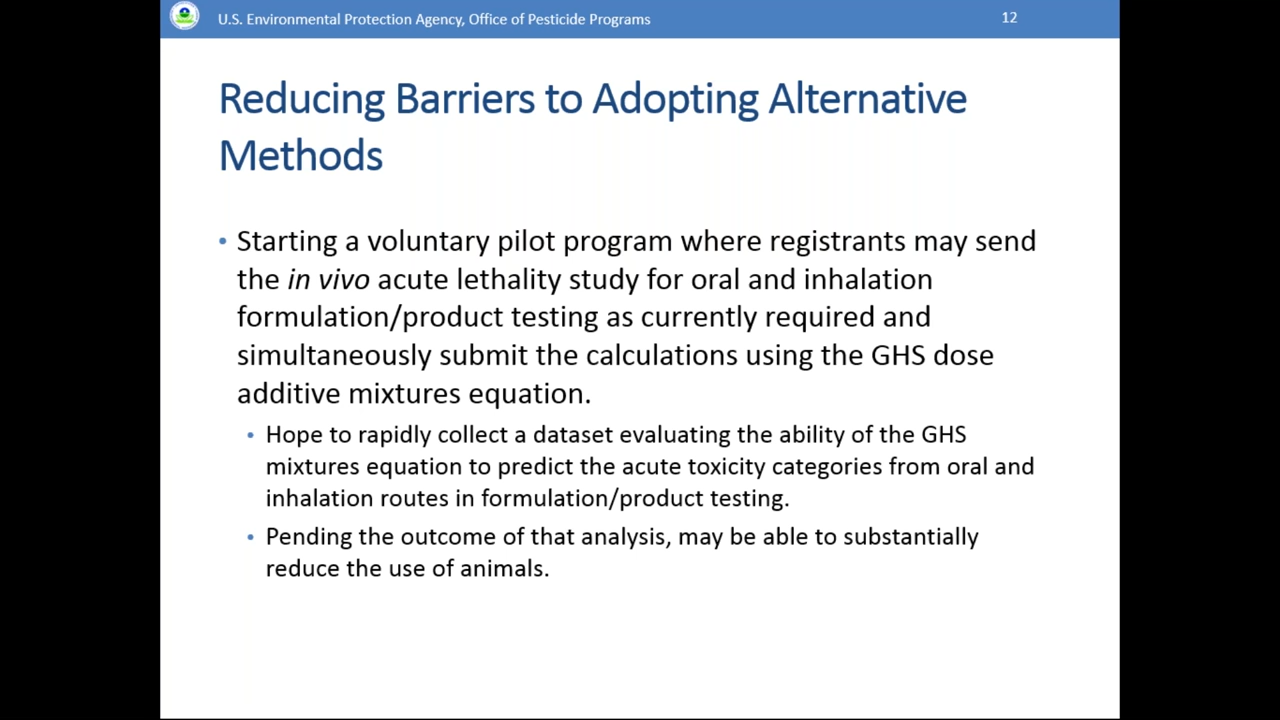 U.S. Environmental Protection Agency, Office of Pesticide Programs
12
Reducing Barriers to Adopting Alternative
Methods
• Starting a voluntary pilot program where registrants may send
the in vivo acute lethality study for oral and inhalation
formulation/product testing as currently required and
simultaneously submit the calculations using the GHS dose
additive mixtures equation.
• Hope to rapidly collect a dataset evaluating the ability of the GHS
mixtures equation to predict the acute toxicity categories from oral and
inhalation routes in formulation/product testing.
• Pending the outcome of that analysis, may be able to substantially
reduce the use of animals.